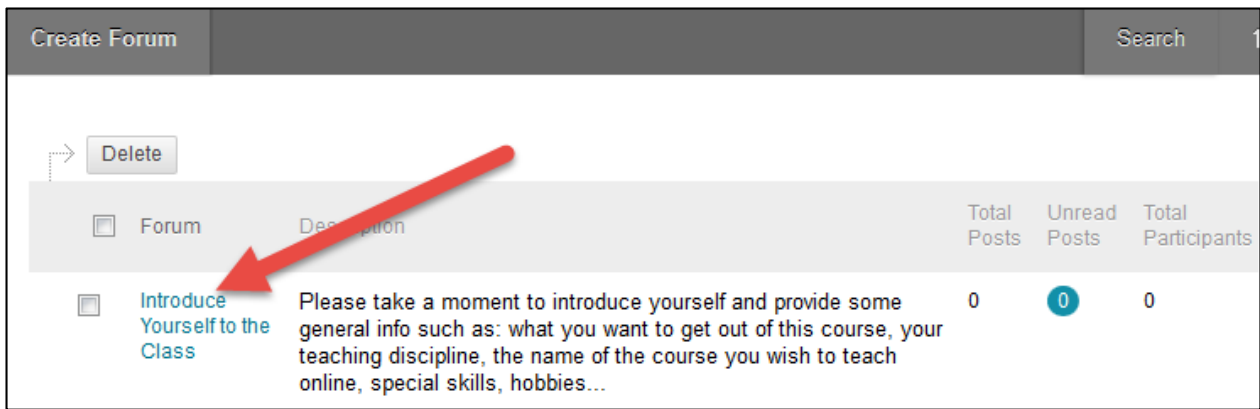 Create Forum
Search
1
Delete
Forum
Description
Total
Posts
Unread
Posts
Total
Participants
Introduce
Yourself to the
Class
Please take a moment to introduce yourself and provide some
general info such as: what you want to get out of this course, your
teaching discipline, the name of the course you wish to teach
online, special skills, hobbies...
0
0
0